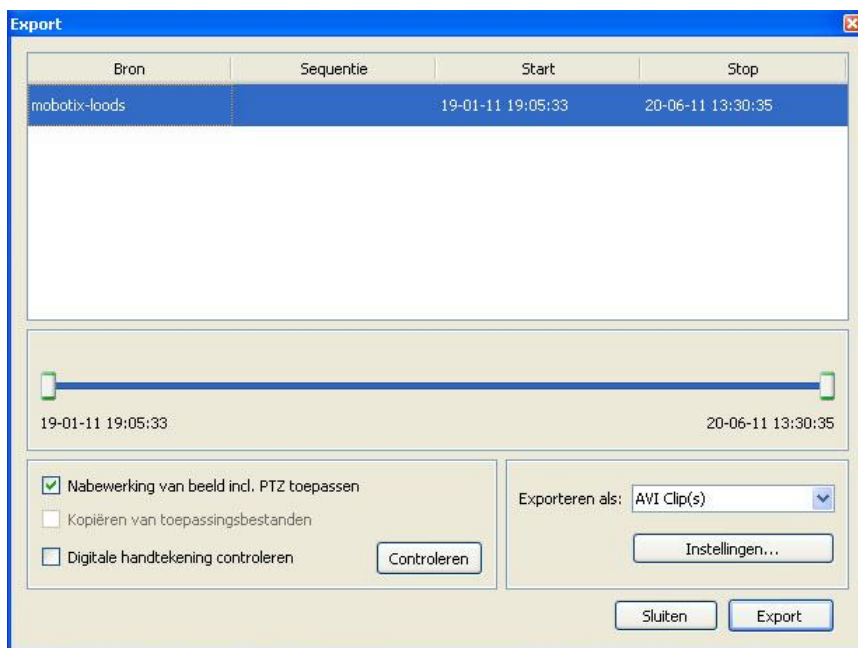 Export
Bron Sequentie Start Stop
mobotix-loods 19-01-11 19:05:33 20-06-11 13:30:35
19-01-11 19:05:33 20-06-11 13:30:35
Nabewerking van beeld incl. PTZ toepassen
Kopiëren van toepassingsbestanden
Digitale handtekening controleren
Controleren
Exporteren als: AVI Clip(s)
Instellingen...
Sluiten Export